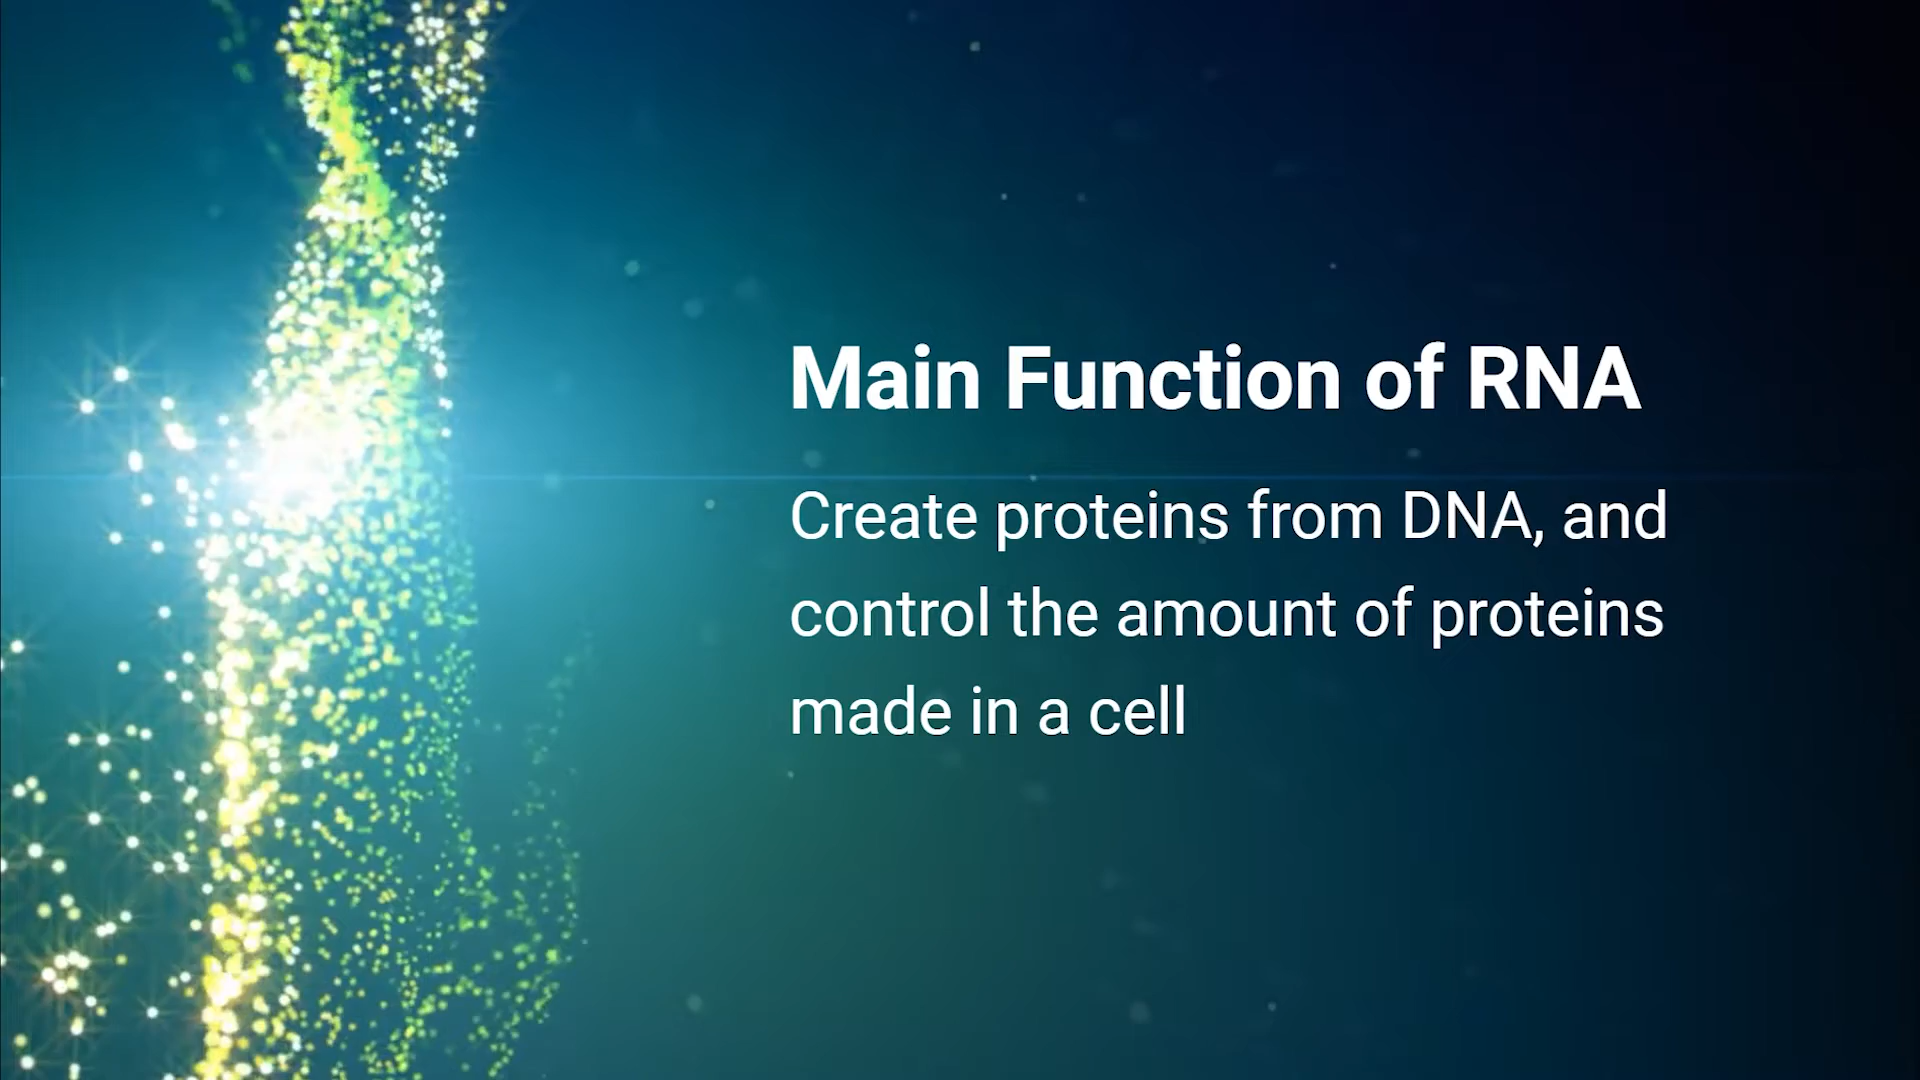 Main Function of RNA
Create proteins from DNA, and
control the amount of proteins
made in a cell